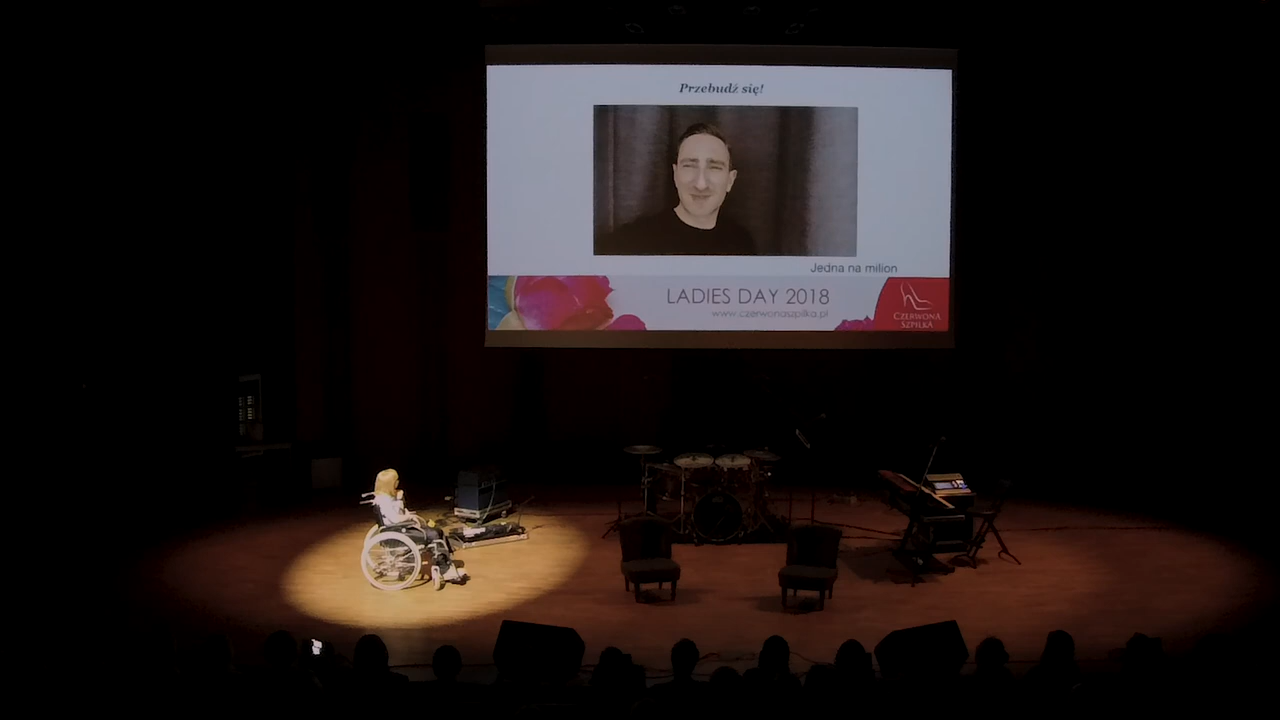 Przebudź się!
Jedna na milion
LADIES DAY 2018
www.czerwonaszpilka.pl
CZERWONA
SZPILKA